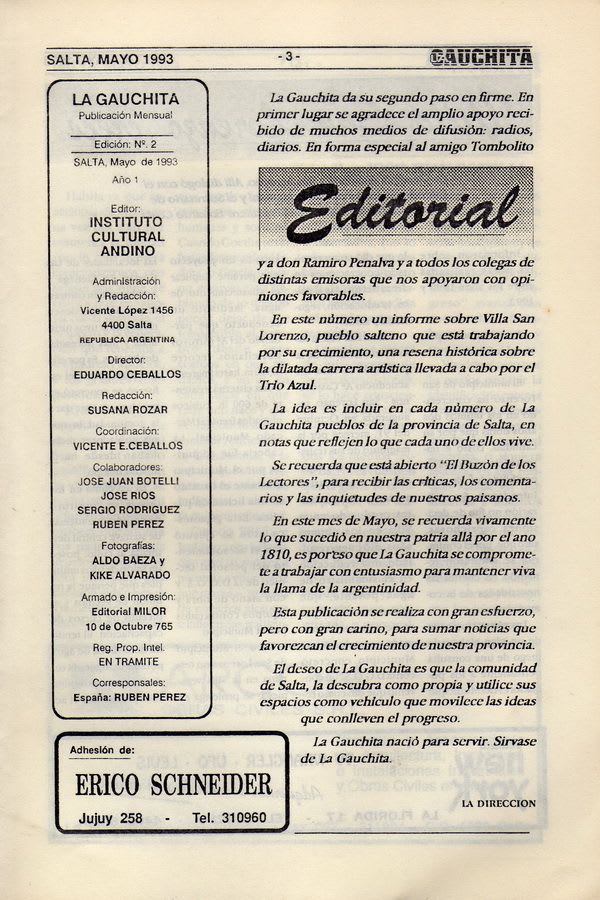 SALTA, MAYO 1993
- 3 -
LA GAUCHITA
LA GAUCHITA
Publicación Mensual
Edición: Nº. 2
SALTA, Mayo de 1993
Año 1
Editor:
INSTITUTO
CULTURAL
ANDINO
Administración
y Redacción:
Vicente López 1456
4400 Salta
REPUBLICA ARGENTINA
Director:
EDUARDO CEBALLOS
Redacción:
SUSANA ROZAR
Coordinación:
VICENTE E.CEBALLOS
Colaboradores:
JOSE JUAN BOTELLI
JOSE RIOS
SERGIO RODRIGUEZ
RUBEN PEREZ
Fotografías:
ALDO BAEZA y
KIKE ALVARADO
Armado e Impresión:
Editorial MILOR
10 de Octubre 765
Reg. Prop. Intel.
EN TRAMITE
Corresponsales:
España: RUBEN PEREZ
Adhesión de:
ERICO SCHNEIDER
Jujuy 258 - Tel. 310960
La Gauchita da su segundo paso en firme. En
primer lugar se agradece el amplio apoyo reci-
bido de muchos medios de difusión: radios,
diarios. En forma especial al amigo Tombolito
Editorial
y a don Ramiro Penalva y a todos los colegas de
distintas emisoras que nos apoyaron con opi-
niones favorables.
En este número un informe sobre Villa San
Lorenzo, pueblo salteno que está trabajando
por su crecimiento, una resena histórica sobre
la dilatada carrera artística llevada a cabo por el
Trío Azul.
La idea es incluir en cada número de La
Gauchita pueblos de la provincia de Salta, en
notas que reflejen lo que cada uno de ellos vive.
Se recuerda que está abierto "El Buzón de los
Lectores", para recibir las críticas, los comenta-
rios y las inquietudes de nuestros paisanos.
En este mes de Mayo, se recuerda vivamente
lo que sucedió en nuestra patria allá por el ano
1810, es por eso que La Gauchita se comprome-
te a trabajar con entusiasmo para mantener viva
la llama de la argentinidad.
Esta publicación se realiza con gran esfuerzo,
pero con gran carino, para sumar noticias que
favorezcan el crecimiento de nuestra provincia.
El deseo de La Gauchita es que la comunidad
de Salta, la descubra como propia y utilice sus
espacios como vehículo que movilece las ideas
que conlleven el progreso.
La Gauchita nació para servir. Sirvase
de La Gauchita.
LA DIRECCION